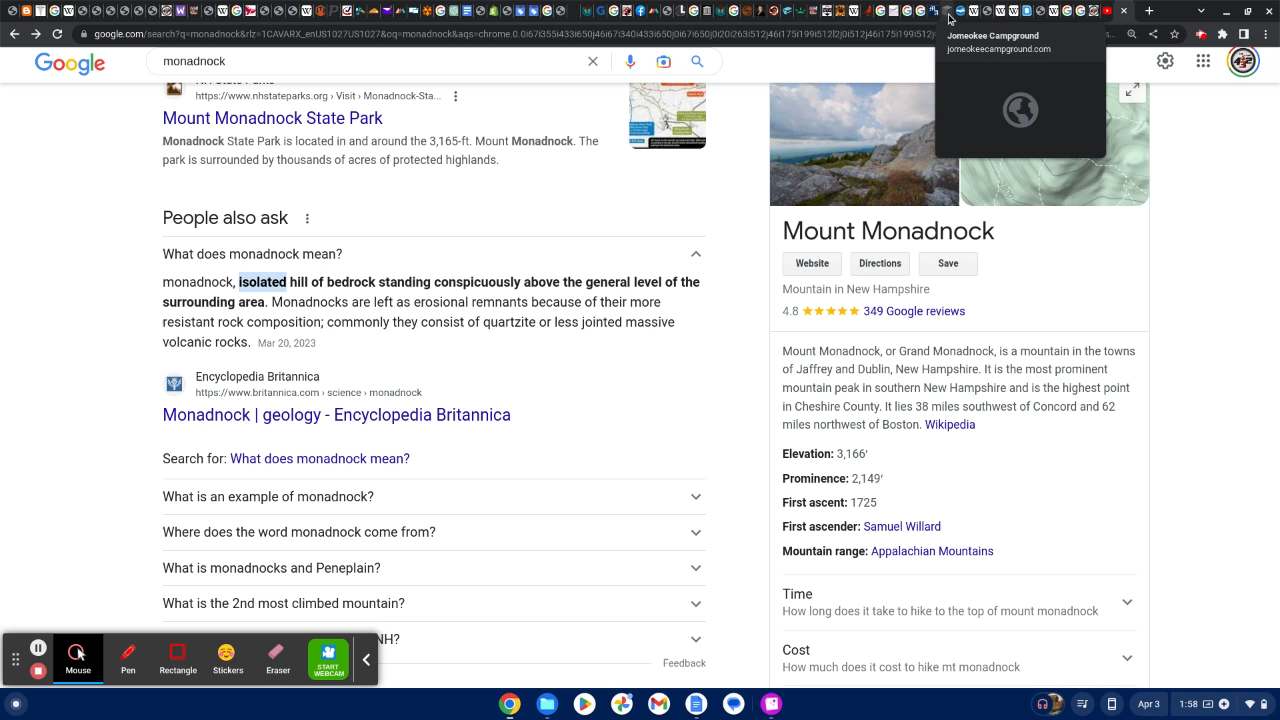 google.com/search?q=monadnock&rlz=1CAVARX_enUS1027US1027&oq=monadnock&aqs=chrome.0.0i67i355i433i650j46i67i340i433i650j0i67i650j0i20i263i512j46i175i199i512l2j0i512j46i175i199i512j
Jomeokee Campground
jomeokeecampground.com
Google
monadnock
NH State Parks
https://www.nhstateparks.org › Visit › Monadnock-Sta...
Mount Monadnock State Park
Monadnock State Park is located in and around the 3,165-ft. Mount Monadnock. The
park is surrounded by thousands of acres of protected highlands.
People also ask
What does monadnock mean?
monadnock, isolated hill of bedrock standing conspicuously above the general level of the
surrounding area. Monadnocks are left as erosional remnants because of their more
resistant rock composition; commonly they consist of quartzite or less jointed massive
volcanic rocks. Mar 20, 2023
Encyclopedia Britannica
https://www.britannica.com › science › monadnock
Monadnock | geology - Encyclopedia Britannica
Search for: What does monadnock mean?
What is an example of monadnock?
Where does the word monadnock come from?
What is monadnocks and Peneplain?
What is the 2nd most climbed mountain?
NH?
Feedback
Mount Monadnock
Website
Directions
Save
Mountain in New Hampshire
4.8 ★★★★★ 349 Google reviews
Mount Monadnock, or Grand Monadnock, is a mountain in the towns
of Jaffrey and Dublin, New Hampshire. It is the most prominent
mountain peak in southern New Hampshire and is the highest point
in Cheshire County. It lies 38 miles southwest of Concord and 62
miles northwest of Boston. Wikipedia
Elevation: 3,166′
Prominence: 2,149′
First ascent: 1725
First ascender: Samuel Willard
Mountain range: Appalachian Mountains
Time
How long does it take to hike to the top of mount monadnock
Cost
How much does it cost to hike mt monadnock
Mouse
Pen
Rectangle
Stickers
Eraser
START
WEBCAM
Apr 3
1:58